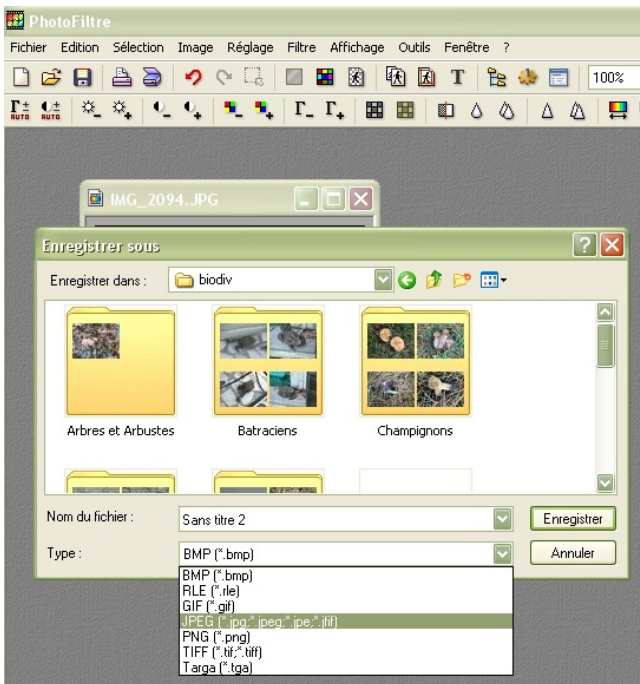 PhotoFiltre
Fichier Edition Sélection Image Réglage Filtre Affichage Outils Fenêtre ?
T 100%
AUTO AUTO
IMG_2094.JPG
Enregistrer sous
Enregistrer dans : biodiv
Arbres et Arbustes Batraciens Champignons
Nom du fichier : Sans titre 2 Enregistrer
Type : BMP (*.bmp) Annuler
BMP (*.bmp)
RLE (*.rle)
GIF (*.gif)
JPEG (*.jpg;*.jpeg;*.jpe;*.jfif)
PNG (*.png)
TIFF (*.tif;*.tiff)
Targa (*.tga)